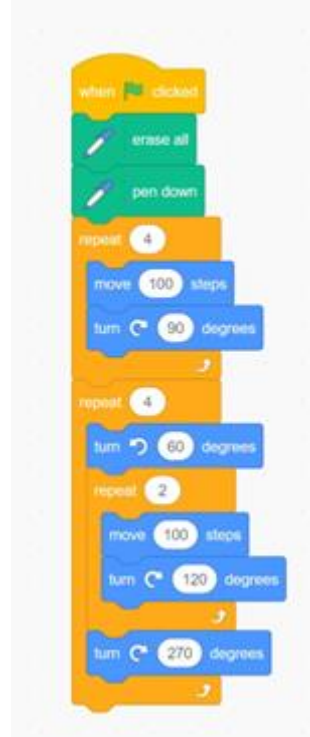 when clicked
erase all
pen down
repeat 4
move 100 steps
turn 90 degrees
repeat 4
turn 60 degrees
repeat 2
move 100 steps
turn 120 degrees
turn 270 degrees